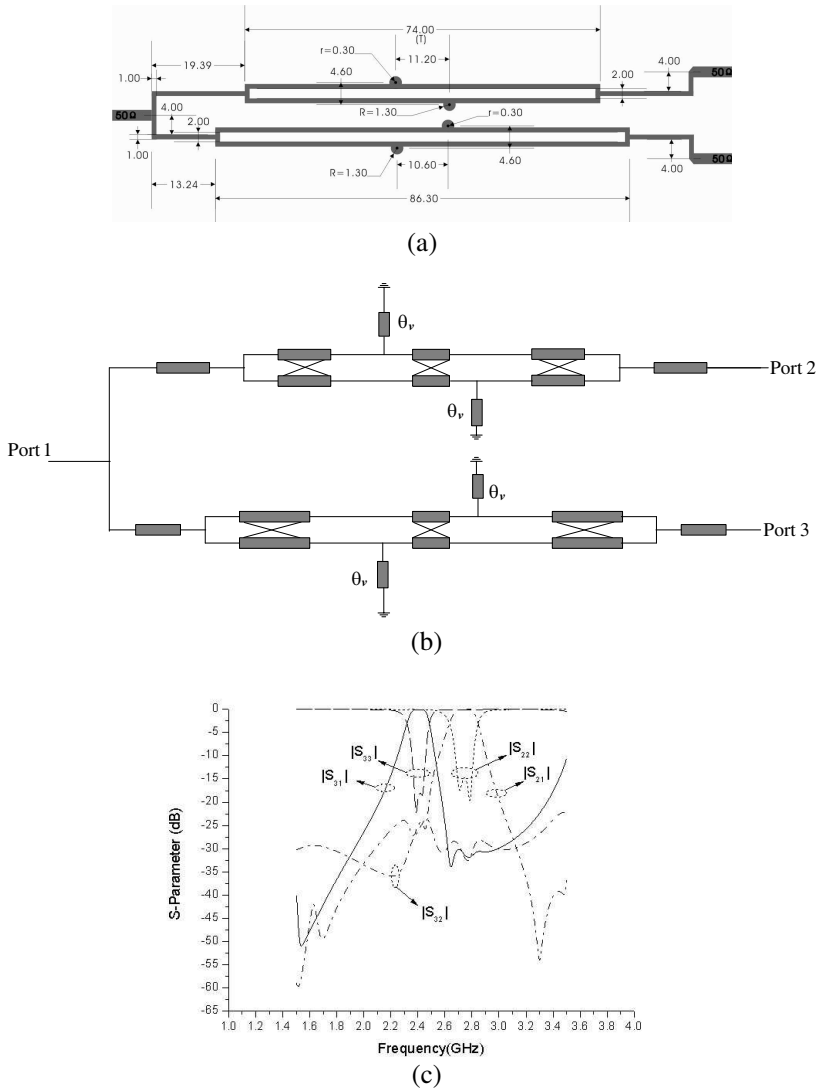 74.00
(T)
19.39
r=0.30
11.20
4.00
1.00
4.60
2.00
50Ω
4.00
R=1.30
r=0.30
50Ω
2.00
1.00
R=1.30
10.60
4.60
4.00
50Ω
13.24
86.30
(a)
θv
Port 2
θv
Port 1
θv
Port 3
θv
(b)
0
-5
-10
-15
-20
-25
-30
-35
-40
-45
-50
-55
-60
-65
S-Parameter (dB)
|S33|
|S22|
|S31|
|S21|
|S32|
1.0 1.2 1.4 1.6 1.8 2.0 2.2 2.4 2.6 2.8 3.0 3.2 3.4 3.6 3.8 4.0
Frequency(GHz)
(c)